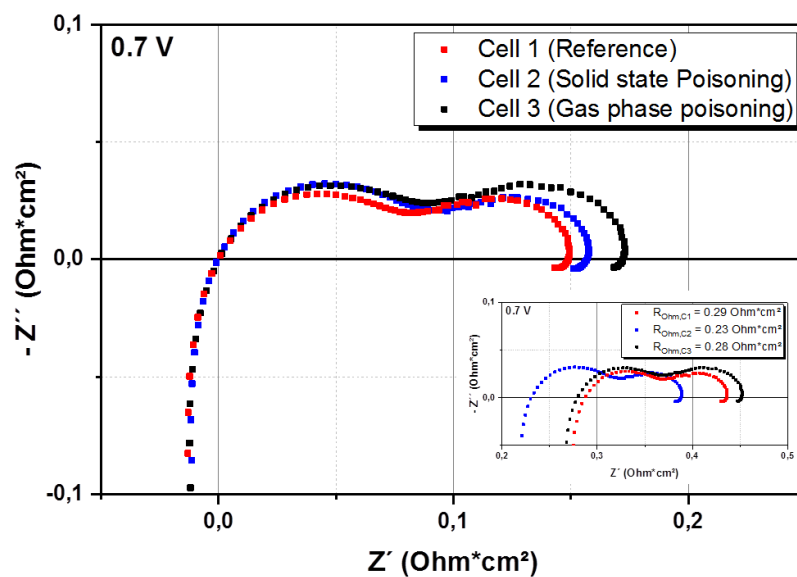 0.7 V
Cell 1 (Reference)
Cell 2 (Solid state Poisoning)
Cell 3 (Gas phase poisoning)
0,1
0,0
-0,1
- Z´´ (Ohm*cm²)
0,0
0,1
0,2
Z´ (Ohm*cm²)
0.7 V
R_Ohm,C1 = 0.29 Ohm*cm²
R_Ohm,C2 = 0.23 Ohm*cm²
R_Ohm,C3 = 0.28 Ohm*cm²
0,1
0,0
- Z´´ (Ohm*cm²)
0,2
0,3
0,4
0,5
Z´ (Ohm*cm²)